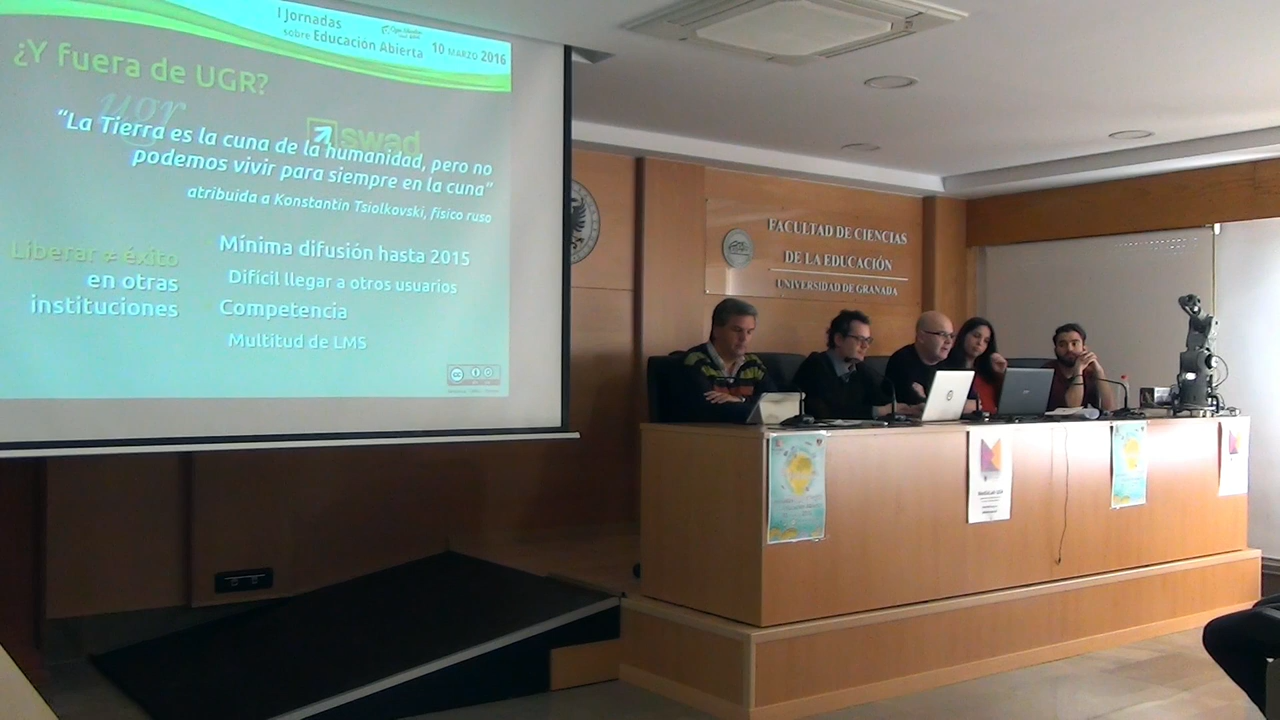 I Jornadas
sobre Educación Abierta
10 MARZO 2016
¿Y fuera de UGR?
ugr
swad
“La Tierra es la cuna de la humanidad, pero no
podemos vivir para siempre en la cuna”
atribuida a Konstantin Tsiolkovski, físico ruso
Liberar ≠ éxito
en otras
instituciones
Mínima difusión hasta 2015
Difícil llegar a otros usuarios
Competencia
Multitud de LMS
cc
FACULTAD DE CIENCIAS
DE LA EDUCACIÓN
UNIVERSIDAD DE GRANADA